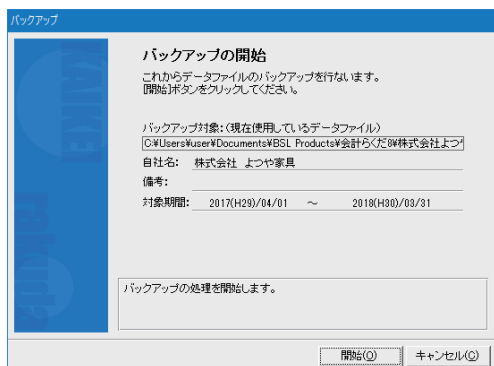 バックアップ
バックアップの開始
これからデータファイルのバックアップを行ないます。
[開始]ボタンをクリックしてください。
バックアップ対象:(現在使用しているデータファイル)
C:¥Users¥user¥Documents¥BSL Products¥会計らくだ8¥株式会社よつ
自社名: 株式会社 よつや家具
備考:
対象期間: 2017(H29)/04/01 ~ 2018(H30)/03/31
バックアップの処理を開始します。
開始(O) キャンセル(C)
KAIKEI
rakuda